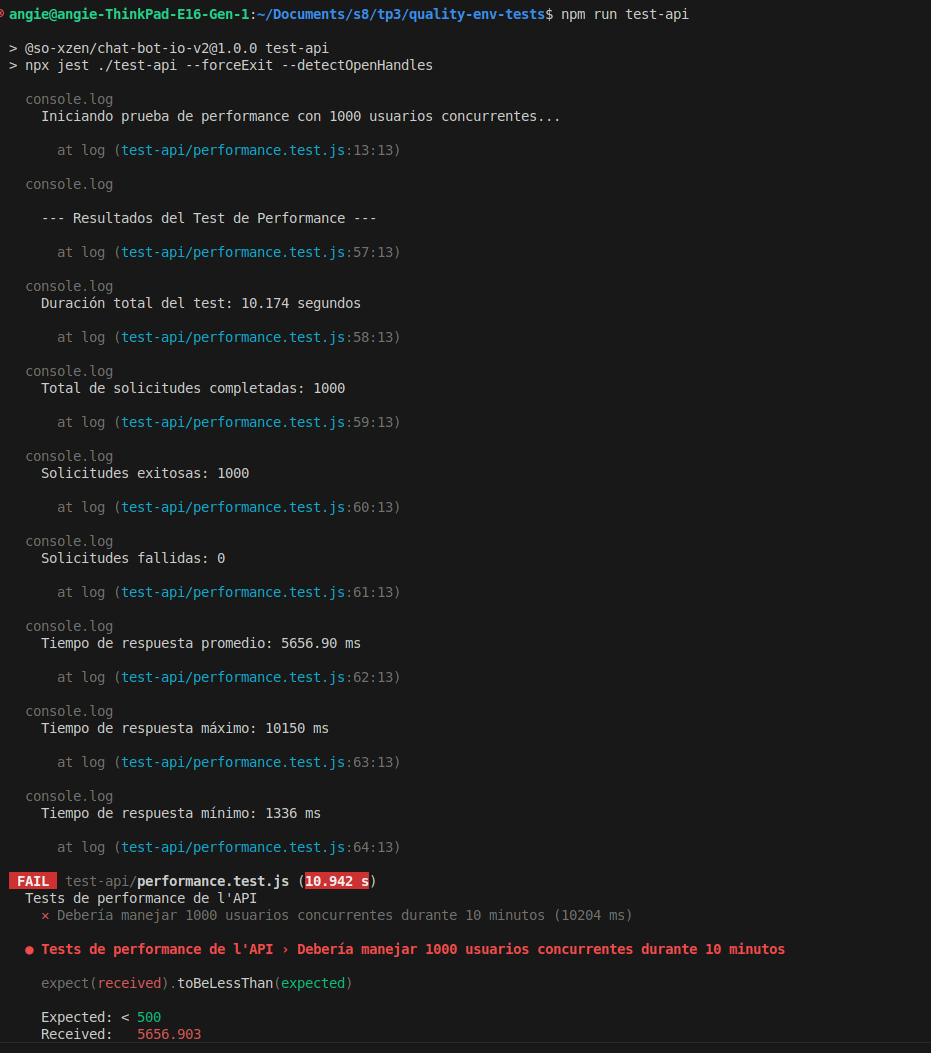 angie@angie-ThinkPad-E16-Gen-1:~/Documents/s8/tp3/quality-env-tests$ npm run test-api
> @so-xzen/chat-bot-io-v2@1.0.0 test-api
> npx jest ./test-api --forceExit --detectOpenHandles
console.log
Iniciando prueba de performance con 1000 usuarios concurrentes...
at log (test-api/performance.test.js:13:13)
console.log
--- Resultados del Test de Performance ---
at log (test-api/performance.test.js:57:13)
console.log
Duración total del test: 10.174 segundos
at log (test-api/performance.test.js:58:13)
console.log
Total de solicitudes completadas: 1000
at log (test-api/performance.test.js:59:13)
console.log
Solicitudes exitosas: 1000
at log (test-api/performance.test.js:60:13)
console.log
Solicitudes fallidas: 0
at log (test-api/performance.test.js:61:13)
console.log
Tiempo de respuesta promedio: 5656.90 ms
at log (test-api/performance.test.js:62:13)
console.log
Tiempo de respuesta máximo: 10150 ms
at log (test-api/performance.test.js:63:13)
console.log
Tiempo de respuesta mínimo: 1336 ms
at log (test-api/performance.test.js:64:13)
FAIL test-api/performance.test.js (10.942 s)
Tests de performance de l'API
✕ Debería manejar 1000 usuarios concurrentes durante 10 minutos (10204 ms)
● Tests de performance de l'API › Debería manejar 1000 usuarios concurrentes durante 10 minutos
expect(received).toBeLessThan(expected)
Expected: < 500
Received: 5656.903